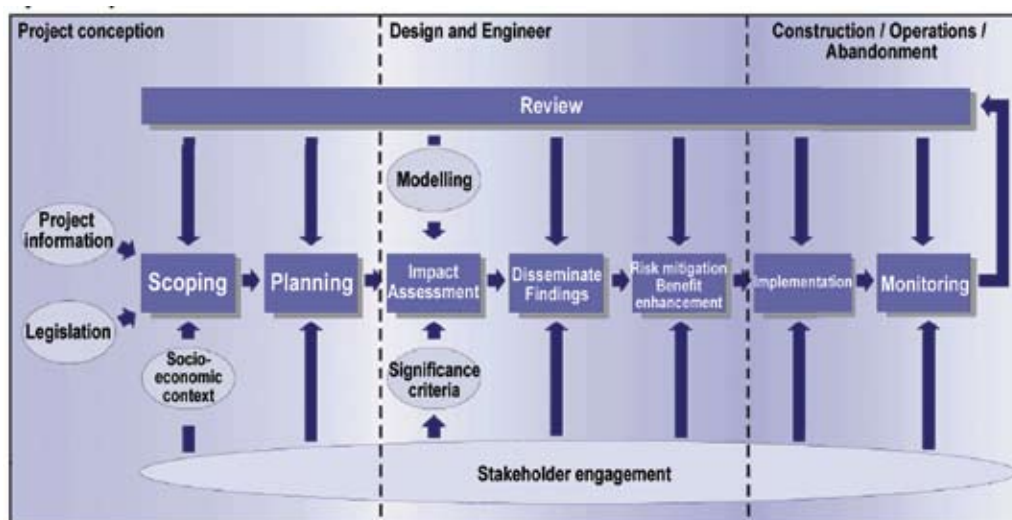 Project conception
Design and Engineer
Construction / Operations /
Abandonment
Review
Modelling
Project
information
Scoping
Planning
Impact
Assessment
Disseminate
Findings
Risk mitigation
Benefit
enhancement
Implementation
Monitoring
Legislation
Socio-
economic
context
Significance
criteria
Stakeholder engagement